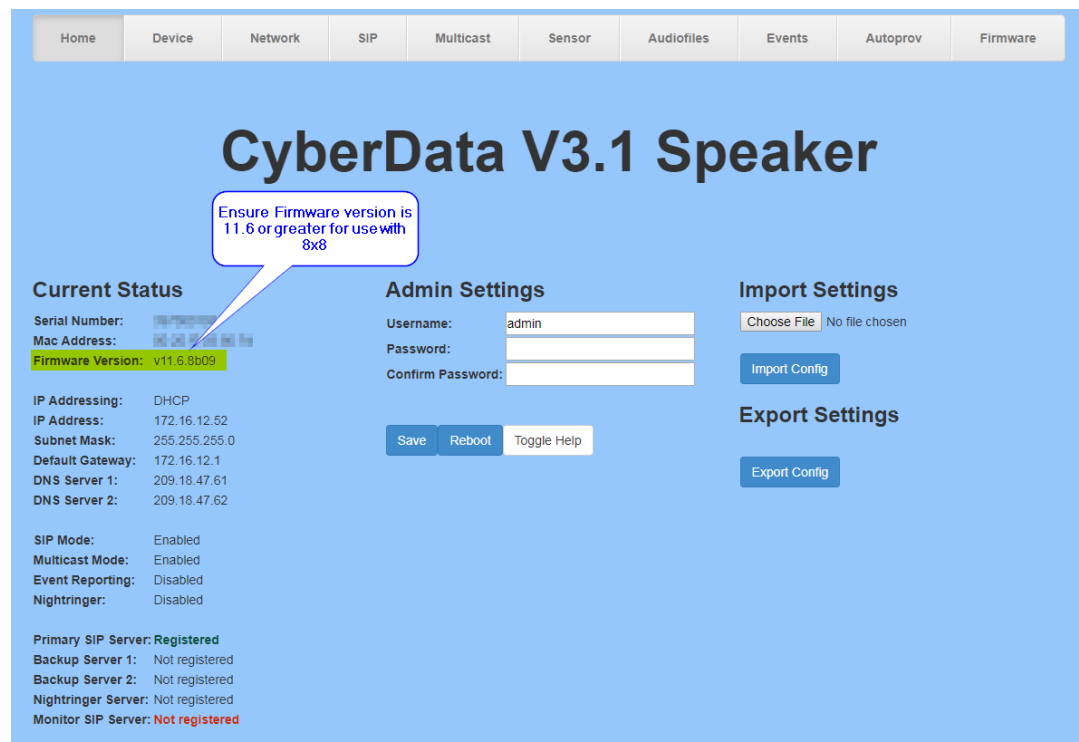 Home Device Network SIP Multicast Sensor Audiofiles Events Autoprov Firmware
CyberData V3.1 Speaker
Ensure Firmware version is
11.6 or greater for use with
8x8
Current Status
Serial Number:
Mac Address:
Firmware Version: v11.6.8b09
IP Addressing: DHCP
IP Address: 172.16.12.52
Subnet Mask: 255.255.255.0
Default Gateway: 172.16.12.1
DNS Server 1: 209.18.47.61
DNS Server 2: 209.18.47.62
SIP Mode: Enabled
Multicast Mode: Enabled
Event Reporting: Disabled
Nightringer: Disabled
Primary SIP Server: Registered
Backup Server 1: Not registered
Backup Server 2: Not registered
Nightringer Server: Not registered
Monitor SIP Server: Not registered
Admin Settings
Username: admin
Password:
Confirm Password:
Save Reboot Toggle Help
Import Settings
Choose File No file chosen
Import Config
Export Settings
Export Config